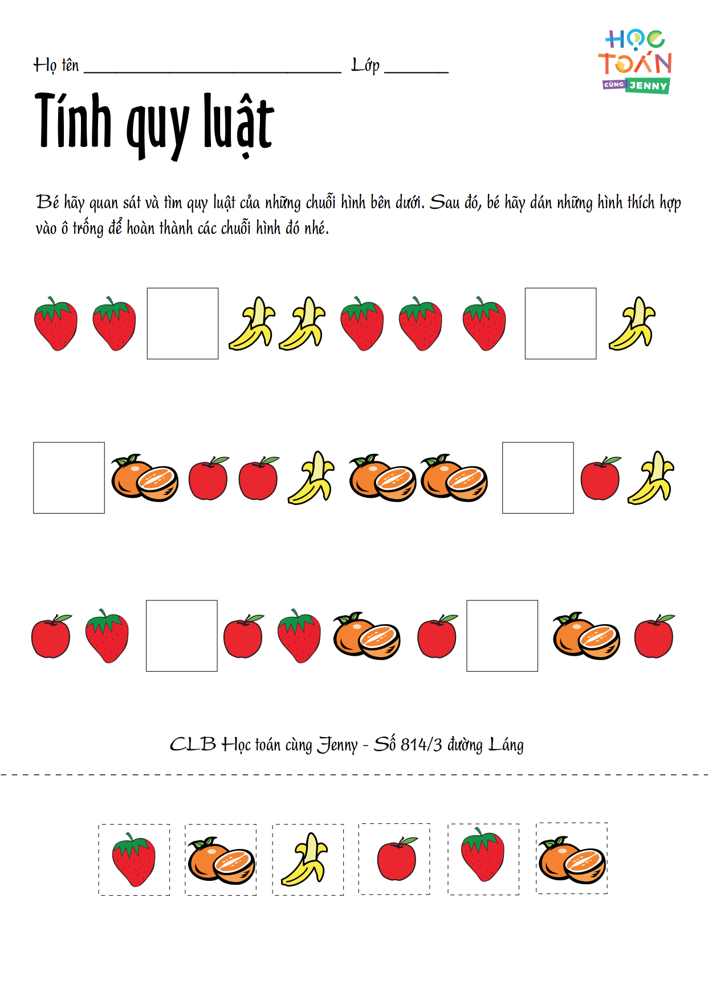 HỌC
TOÁN
CÙNG JENNY
Họ tên ______________________________ Lớp _______
Tính quy luật
Bé hãy quan sát và tìm quy luật của những chuỗi hình bên dưới. Sau đó, bé hãy dán những hình thích hợp
vào ô trống để hoàn thành các chuỗi hình đó nhé.
CLB Học toán cùng Jenny - Số 814/3 đường Láng